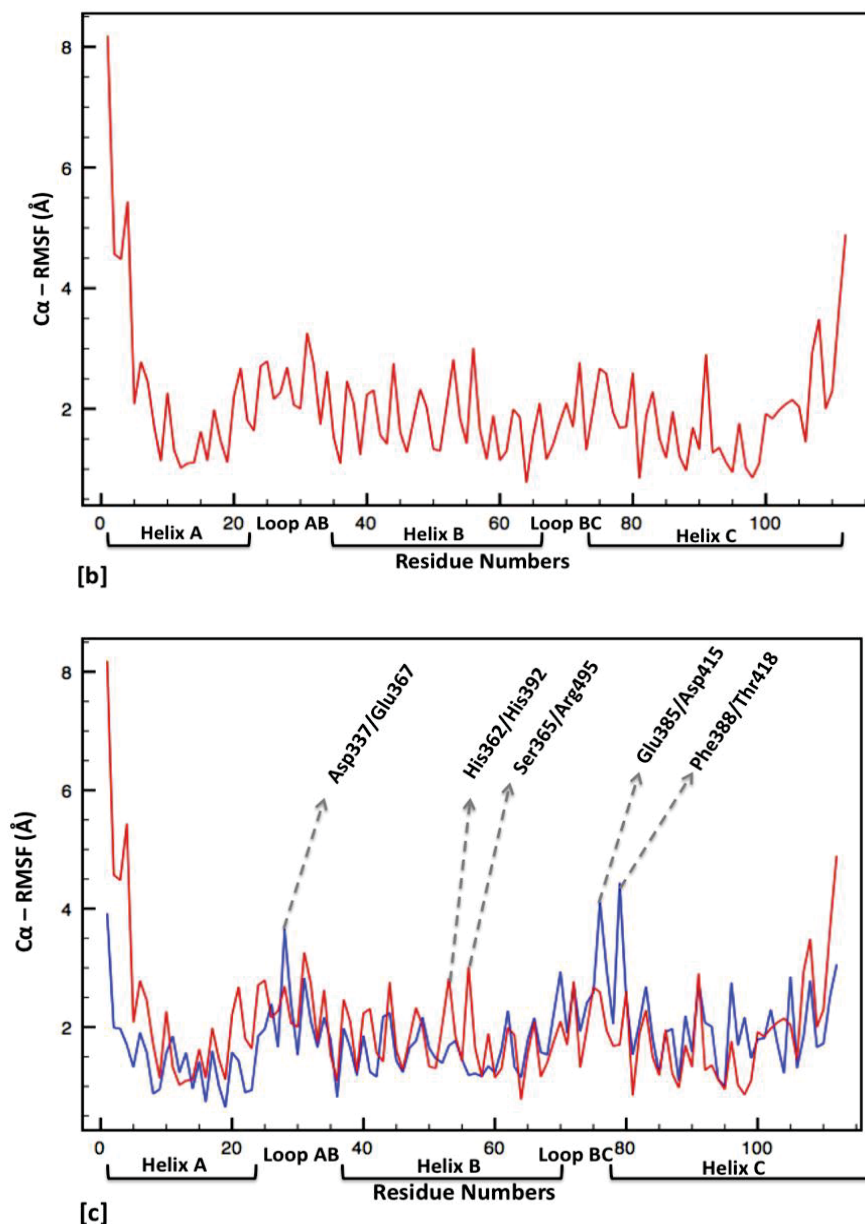 8
6
4
2
Cα – RMSF (Å)
0 20 40 60 80 100
Helix A Loop AB Helix B Loop BC Helix C
Residue Numbers
[b]
8
6
4
2
Cα – RMSF (Å)
Asp337/Glu367
His362/His392
Ser365/Arg495
Glu385/Asp415
Phe388/Thr418
0 20 40 60 80 100
Helix A Loop AB Helix B Loop BC Helix C
Residue Numbers
[c]